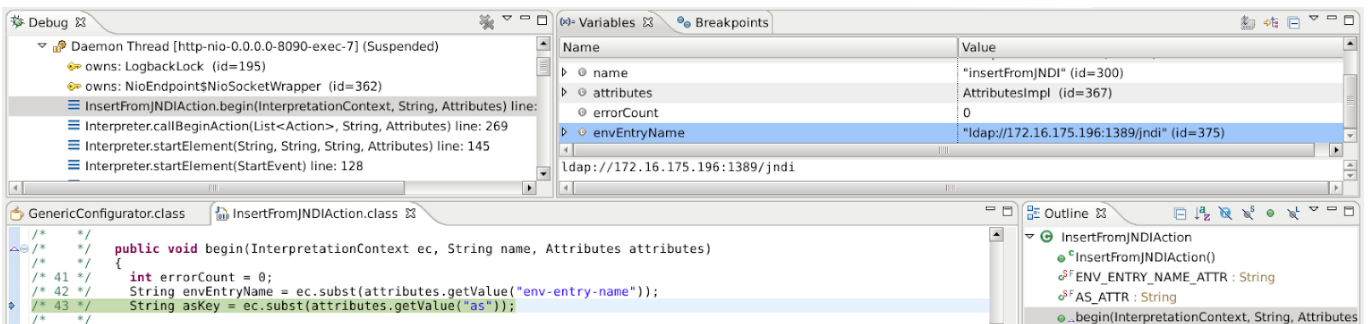 Debug
Daemon Thread [http-nio-0.0.0.0-8090-exec-7] (Suspended)
owns: LogbackLock (id=195)
owns: NioEndpoint$NioSocketWrapper (id=362)
InsertFromJNDIAction.begin(InterpretationContext, String, Attributes) line:
Interpreter.callBeginAction(List<Action>, String, Attributes) line: 269
Interpreter.startElement(String, String, String, Attributes) line: 145
Interpreter.startElement(StartEvent) line: 128
(x)= Variables Breakpoints
Name Value
name "insertFromJNDI" (id=300)
attributes AttributesImpl (id=367)
errorCount 0
envEntryName "ldap://172.16.175.196:1389/jndi" (id=375)
ldap://172.16.175.196:1389/jndi
GenericConfigurator.class InsertFromJNDIAction.class
/* */
/* */ public void begin(InterpretationContext ec, String name, Attributes attributes)
/* */ {
/* 41 */ int errorCount = 0;
/* 42 */ String envEntryName = ec.subst(attributes.getValue("env-entry-name"));
/* 43 */ String asKey = ec.subst(attributes.getValue("as"));
/* */
Outline
InsertFromJNDIAction
InsertFromJNDIAction()
ENV_ENTRY_NAME_ATTR : String
AS_ATTR : String
begin(InterpretationContext, String, Attributes